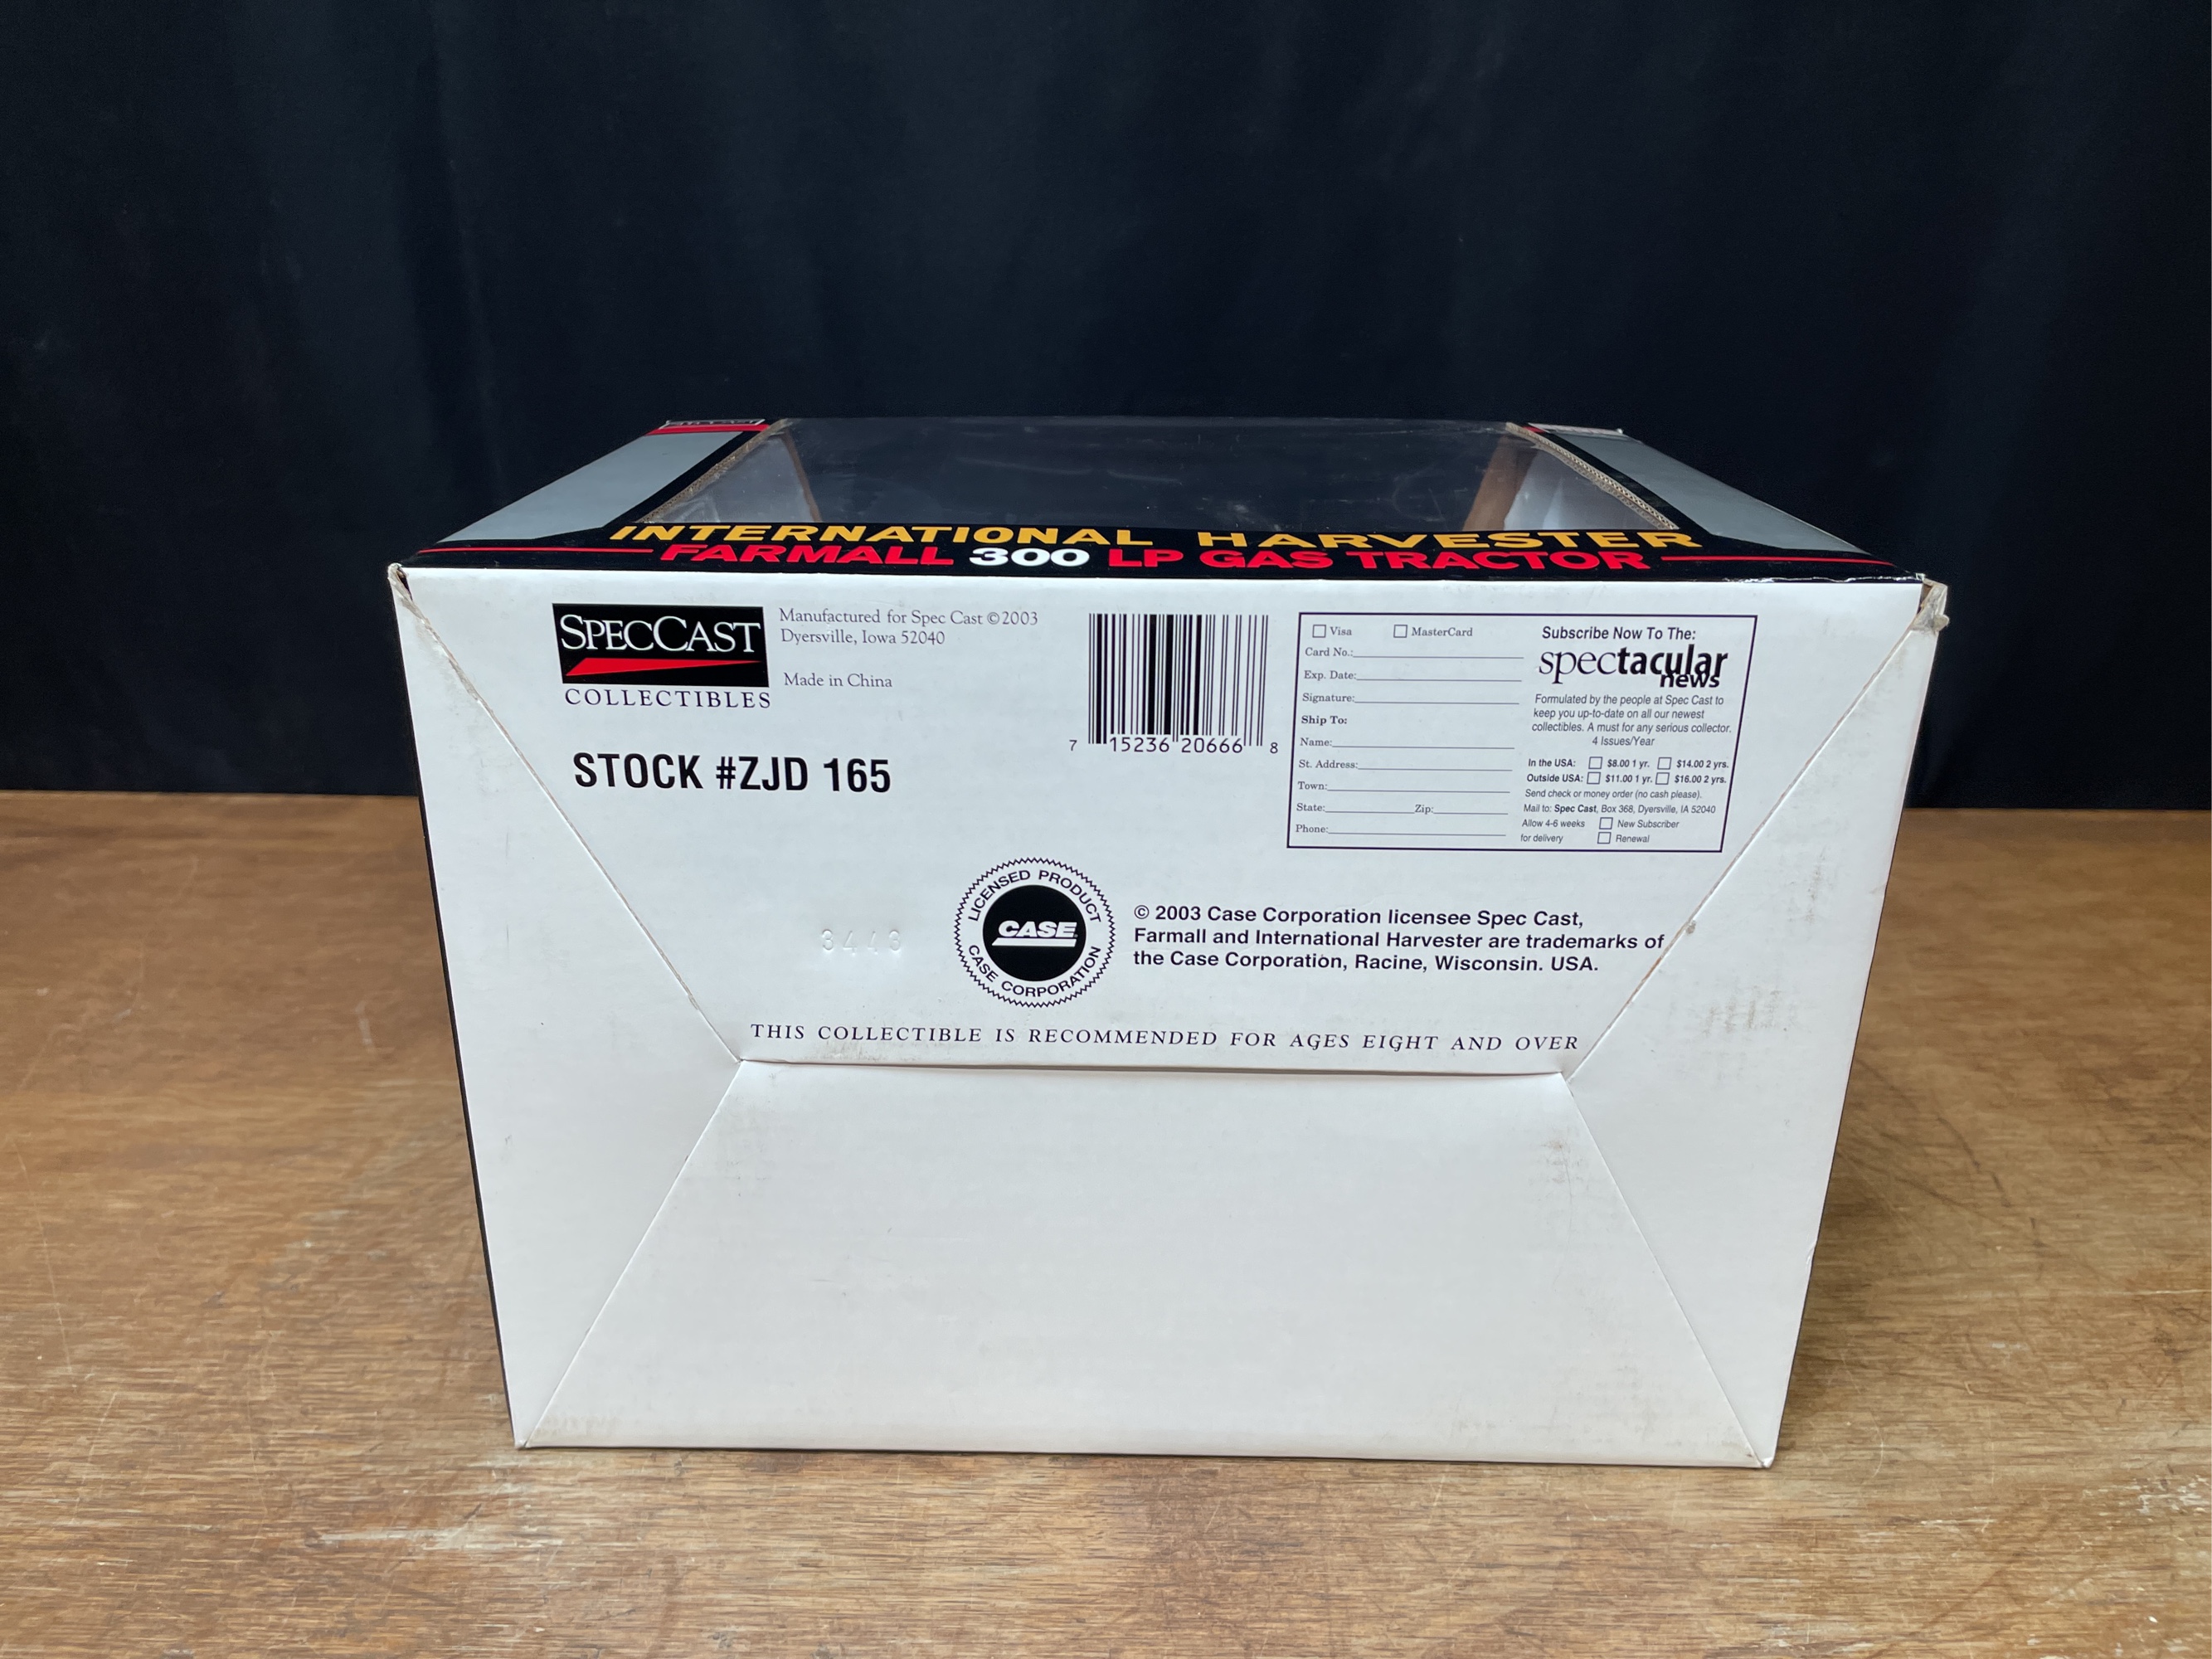 INTERNATIONAL HARVESTER
FARMALL 300 LP GAS TRACTOR
SPECCAST
COLLECTIBLES
Manufactured for Spec Cast ©2003
Dyersville, Iowa 52040
Made in China
STOCK #ZJD 165
7 15236 20666 8
Visa MasterCard
Card No.:
Exp. Date:
Signature:
Ship To:
Name:
St. Address:
Town:
State: Zip:
Phone:
Subscribe Now To The:
spectacular
news
Formulated by the people at Spec Cast to
keep you up-to-date on all our newest
collectibles. A must for any serious collector.
4 Issues/Year
In the USA: $8.00 1 yr. $14.00 2 yrs.
Outside USA: $11.00 1 yr. $16.00 2 yrs.
Send check or money order (no cash please).
Mail to: Spec Cast, Box 368, Dyersville, IA 52040
Allow 4-6 weeks New Subscriber
for delivery Renewal
LICENSED PRODUCT
CASE
CASE CORPORATION
© 2003 Case Corporation licensee Spec Cast,
Farmall and International Harvester are trademarks of
the Case Corporation, Racine, Wisconsin. USA.
THIS COLLECTIBLE IS RECOMMENDED FOR AGES EIGHT AND OVER